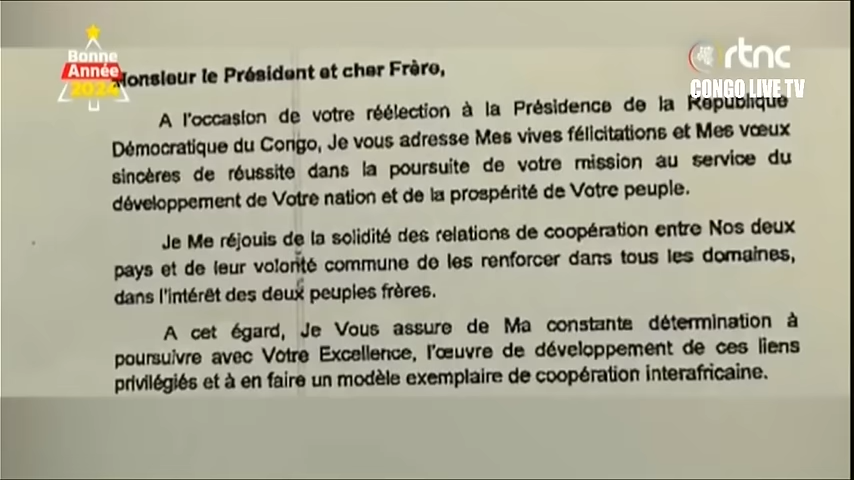 Bonne
Année
2024
rtnc
CONGO LIVE TV
Monsieur le Président et cher Frère,
A l'occasion de votre réélection à la Présidence de la République
Démocratique du Congo, Je vous adresse Mes vives félicitations et Mes vœux
sincères de réussite dans la poursuite de votre mission au service du
développement de Votre nation et de la prospérité de Votre peuple.
Je Me réjouis de la solidité des relations de coopération entre Nos deux
pays et de leur volonté commune de les renforcer dans tous les domaines,
dans l'intérêt des deux peuples frères.
A cet égard, Je Vous assure de Ma constante détermination à
poursuivre avec Votre Excellence, l'œuvre de développement de ces liens
privilégiés et à en faire un modèle exemplaire de coopération interafricaine.